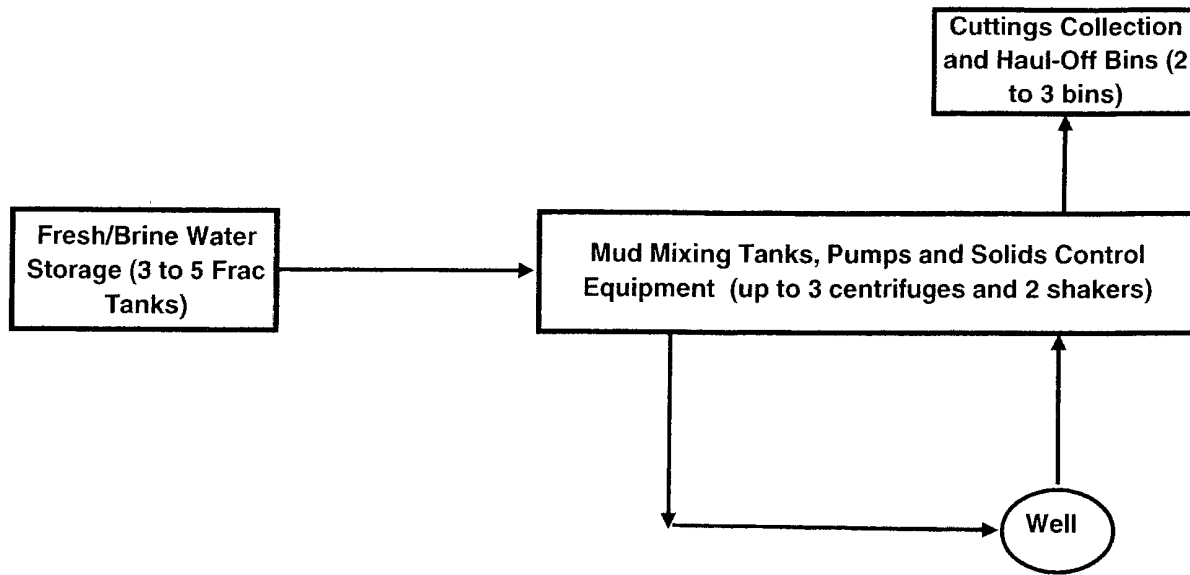 Cuttings Collection
and Haul-Off Bins (2
to 3 bins)
Fresh/Brine Water
Storage (3 to 5 Frac
Tanks)
Mud Mixing Tanks, Pumps and Solids Control
Equipment (up to 3 centrifuges and 2 shakers)
Well